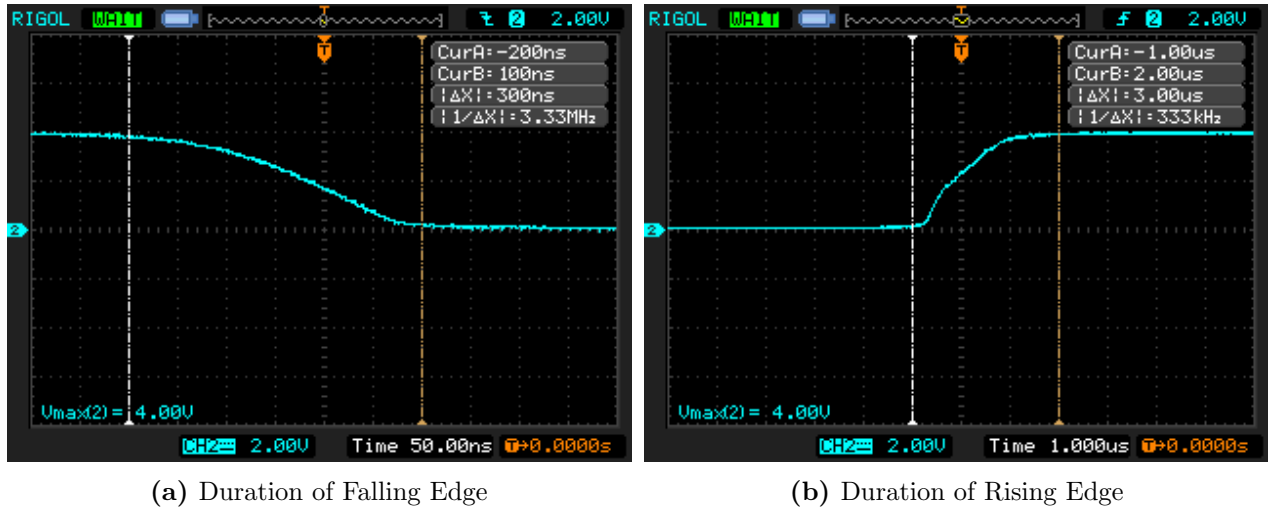 RIGOL WAIT T 2 2.00V
T
CurA:-200ns
CurB: 100ns
|ΔX|:300ns
|1/ΔX|:3.33MHz
2
Vmax(2)= 4.00V
CH2 2.00V Time 50.00ns T→0.0000s
(a) Duration of Falling Edge
RIGOL WAIT T 2 2.00V
T
CurA:-1.00us
CurB:2.00us
|ΔX|:3.00us
|1/ΔX|:333kHz
2
Vmax(2)= 4.00V
CH2 2.00V Time 1.000us T→0.0000s
(b) Duration of Rising Edge